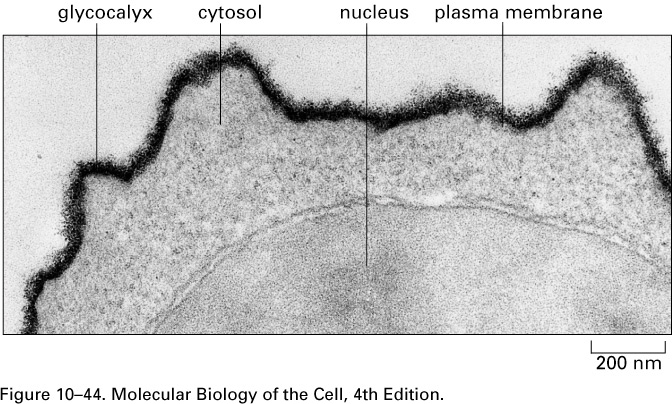 glycocalyx cytosol nucleus plasma membrane
200 nm
Figure 10–44. Molecular Biology of the Cell, 4th Edition.